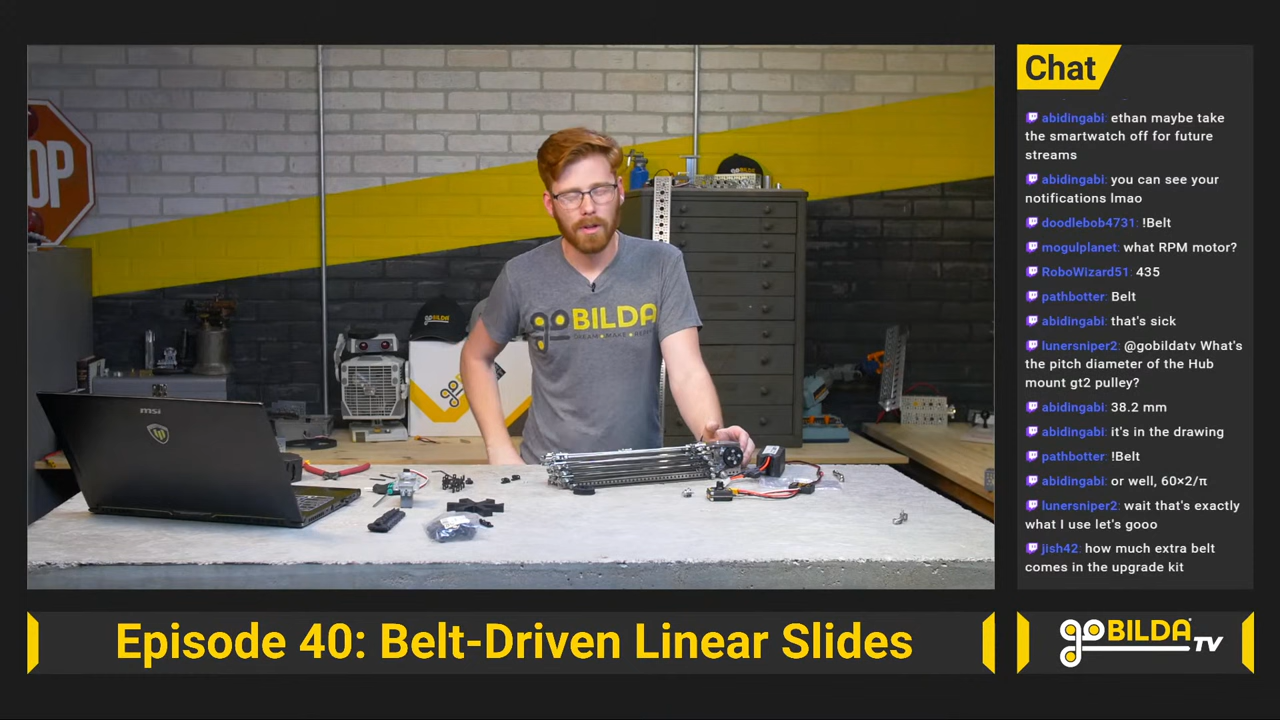 OP
msi
goBILDA
DREAM • MAKE • REPEAT
Chat
abidingabi: ethan maybe take
the smartwatch off for future
streams
abidingabi: you can see your
notifications lmao
doodlebob4731: !Belt
mogulplanet: what RPM motor?
RoboWizard51: 435
pathbotter: Belt
abidingabi: that's sick
lunersniper2: @gobildatv What's
the pitch diameter of the Hub
mount gt2 pulley?
abidingabi: 38.2 mm
abidingabi: it's in the drawing
pathbotter: !Belt
abidingabi: or well, 60×2/π
lunersniper2: wait that's exactly
what I use let's gooo
jish42: how much extra belt
comes in the upgrade kit
Episode 40: Belt-Driven Linear Slides
goBILDA TV